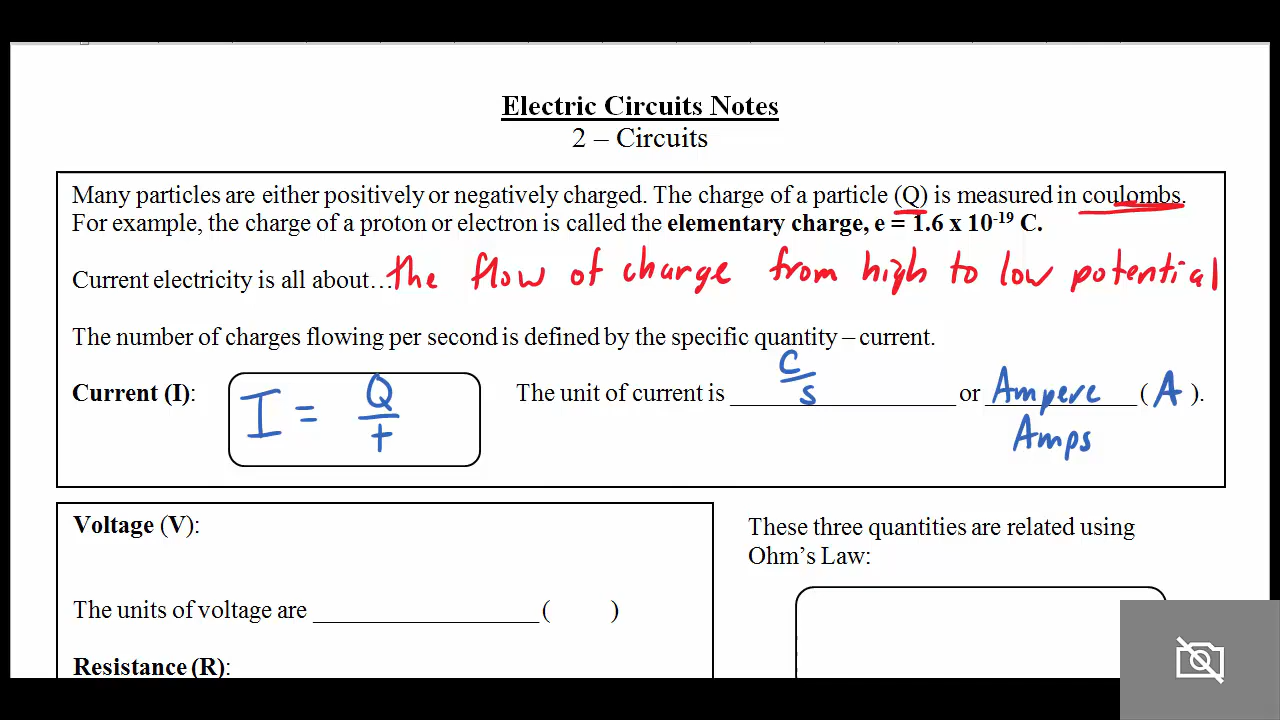 Electric Circuits Notes
2 – Circuits
Many particles are either positively or negatively charged. The charge of a particle (Q) is measured in coulombs.
For example, the charge of a proton or electron is called the elementary charge, e = 1.6 x 10⁻¹⁹ C.
Current electricity is all about…the flow of charge from high to low potential
The number of charges flowing per second is defined by the specific quantity – current.
Current (I): I = Q/t The unit of current is C/s or Ampere (A).
Amps
Voltage (V):
The units of voltage are ____________________ ( )
Resistance (R):
These three quantities are related using
Ohm's Law: